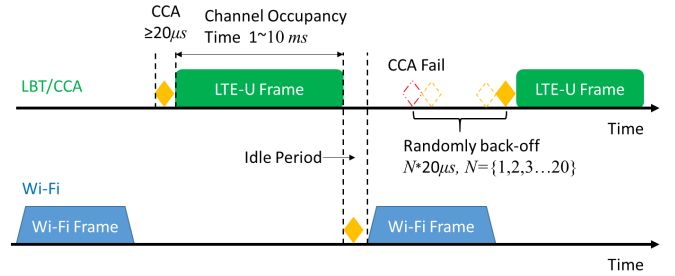 CCA
≥20μs
Channel Occupancy
Time 1~10 ms
CCA Fail
LBT/CCA
LTE-U Frame
LTE-U Frame
Time
Randomly back-off
N*20μs, N={1,2,3…20}
Idle Period
Wi-Fi
Wi-Fi Frame
Wi-Fi Frame
Time